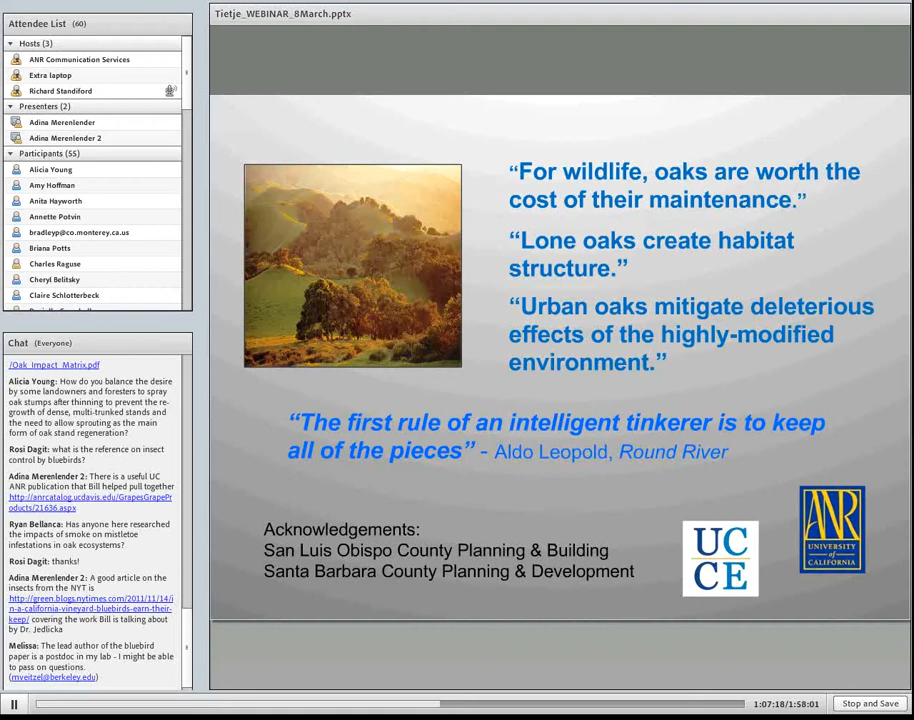 Attendee List (60)
Hosts (3)
ANR Communication Services
Extra laptop
Richard Standiford
Presenters (2)
Adina Merenlender
Adina Merenlender 2
Participants (55)
Alicia Young
Amy Hoffman
Anita Hayworth
Annette Potvin
bradleyp@co.monterey.ca.us
Briana Potts
Charles Raguse
Cheryl Belitsky
Claire Schlotterbeck
Chat (Everyone)
/Oak_Impact_Matrix.pdf
Alicia Young: How do you balance the desire
by some landowners and foresters to spray
oak stumps after thinning to prevent the re-
growth of dense, multi-trunked stands and
the need to allow sprouting as the main
form of oak stand regeneration?
Rosi Dagit: what is the reference on insect
control by bluebirds?
Adina Merenlender 2: There is a useful UC
ANR publication that Bill helped pull together
http://anrcatalog.ucdavis.edu/GrapesGrapePr
oducts/21636.aspx
Ryan Bellanca: Has anyone here researched
the impacts of smoke on mistletoe
infestations in oak ecosystems?
Rosi Dagit: thanks!
Adina Merenlender 2: A good article on the
insects from the NYT is
http://green.blogs.nytimes.com/2011/11/14/i
n-a-california-vineyard-bluebirds-earn-their-
keep/ covering the work Bill is talking about
by Dr. Jedlicka
Melissa: The lead author of the bluebird
paper is a postdoc in my lab - I might be able
to pass on questions.
(mveitzel@berkeley.edu)
Tietje_WEBINAR_8March.pptx
“For wildlife, oaks are worth the
cost of their maintenance.”
“Lone oaks create habitat
structure.”
“Urban oaks mitigate deleterious
effects of the highly-modified
environment.”
“The first rule of an intelligent tinkerer is to keep
all of the pieces” - Aldo Leopold, Round River
Acknowledgements:
San Luis Obispo County Planning & Building
Santa Barbara County Planning & Development
UC
CE
ANR
UNIVERSITY
of
CALIFORNIA
1:07:18/1:58:01
Stop and Save